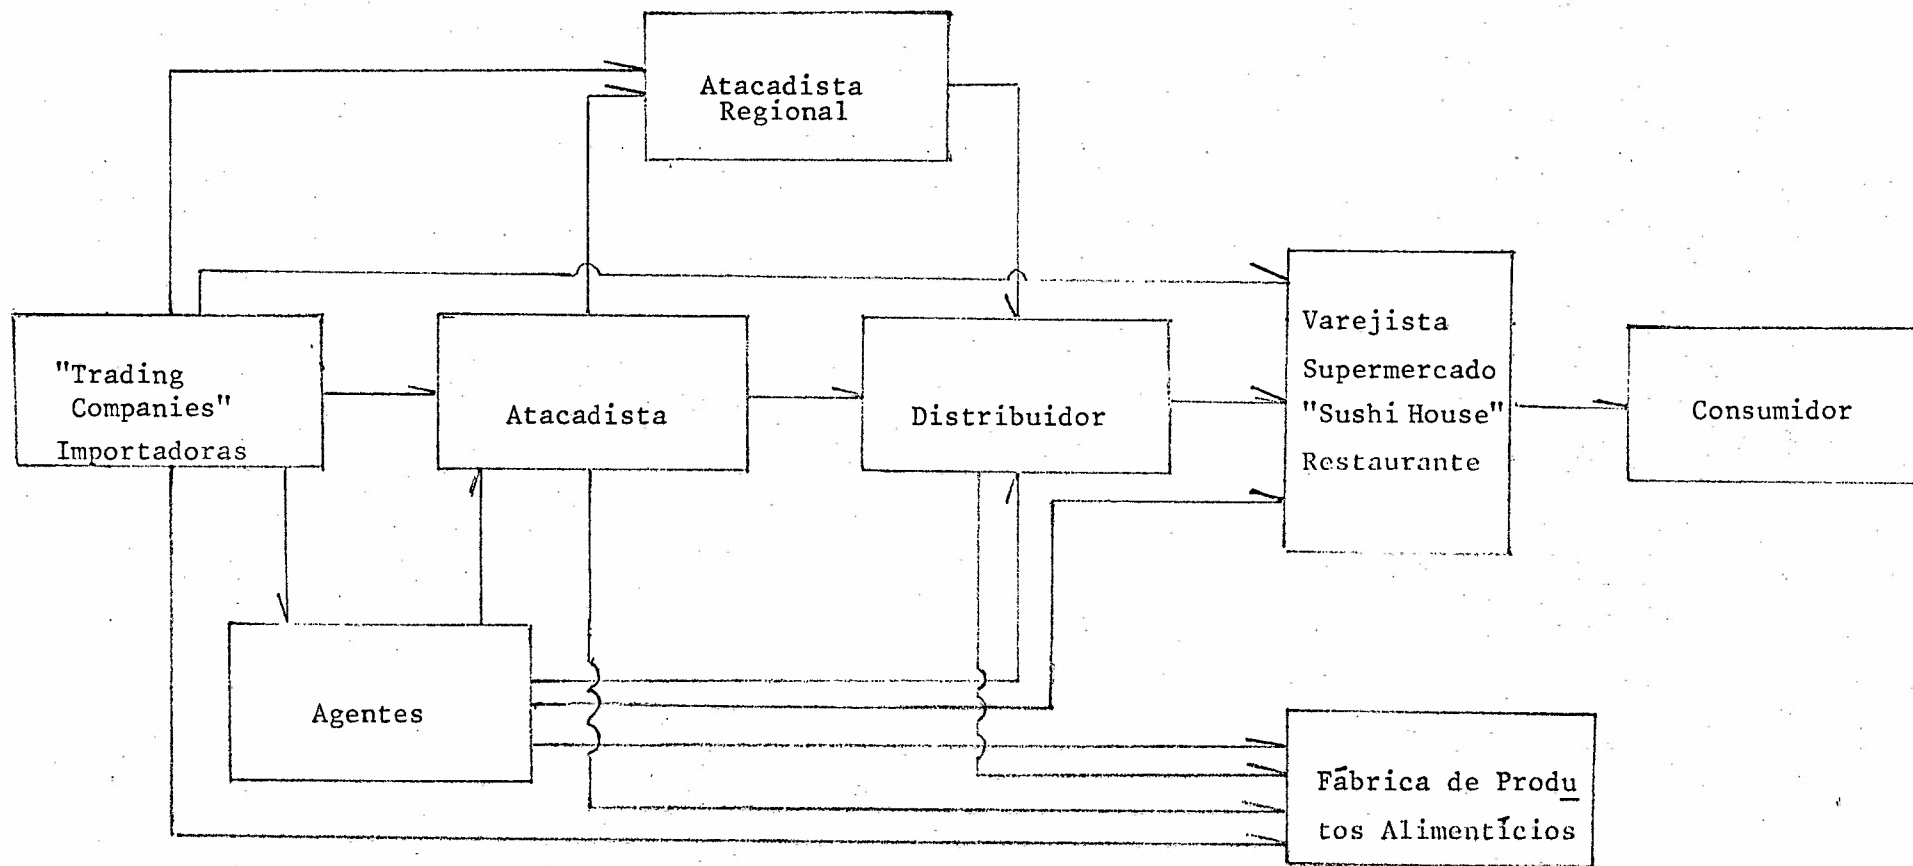 Atacadista
Regional
"Trading
Companies"
Importadoras
Atacadista
Distribuidor
Varejista
Supermercado
"Sushi House"
Restaurante
Consumidor
Agentes
Fábrica de Produ
tos Alimentícios